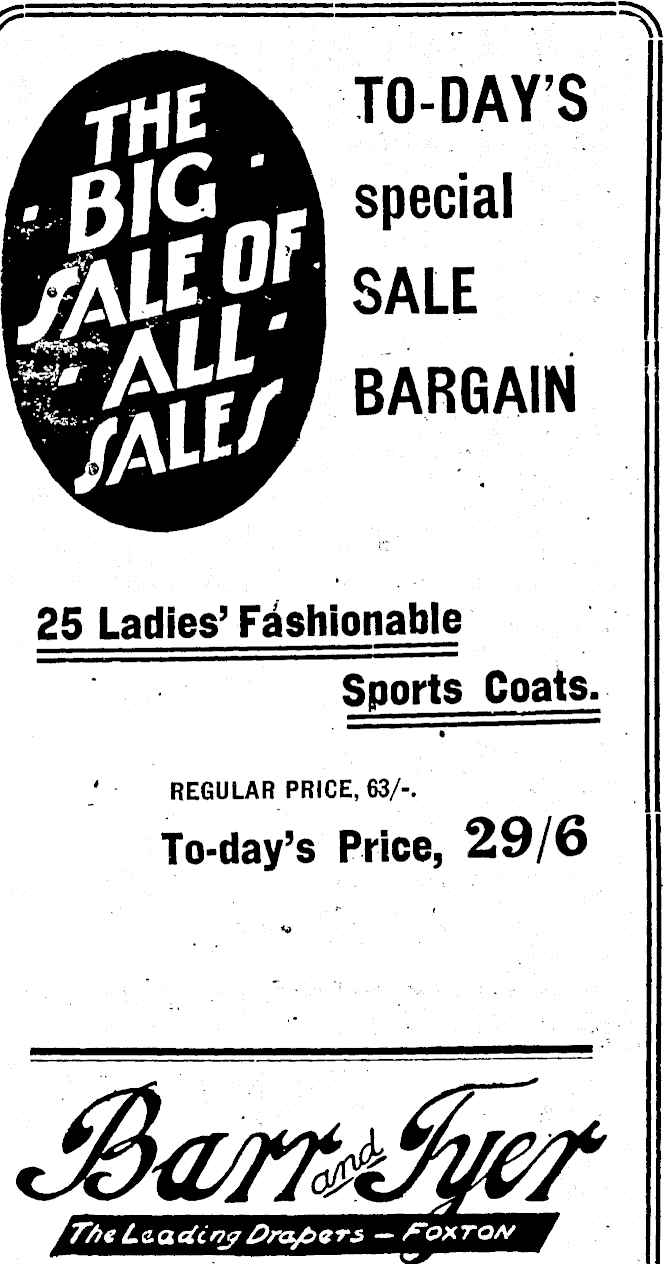 THE
- BIG -
SALE OF
- ALL -
SALES
TO-DAY'S
special
SALE
BARGAIN
25 Ladies' Fashionable
Sports Coats.
REGULAR PRICE, 63/-.
To-day's Price, 29/6
Barr and Tyer
The Leading Drapers — FOXTON